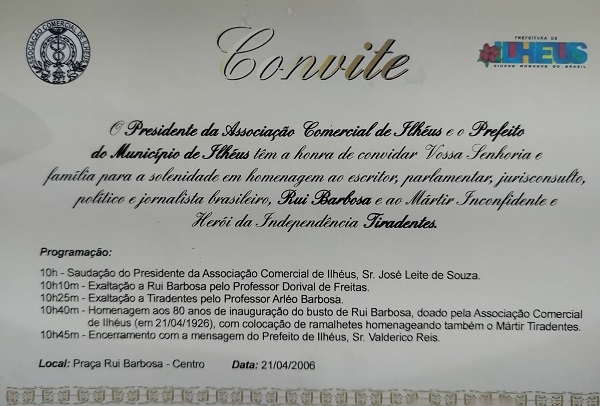 ASSOCIAÇÃO COMERCIAL DE ILHÉUS
Convite
PREFEITURA DE
ILHÉUS
O Presidente da Associação Comercial de Ilhéus e o Prefeito
do Município de Ilhéus têm a honra de convidar Vossa Senhoria e
família para a solenidade em homenagem ao escritor, parlamentar, jurisconsulto,
político e jornalista brasileiro, Rui Barbosa e ao Mártir Inconfidente e
Herói da Independência Tiradentes.
Programação:
10h - Saudação do Presidente da Associação Comercial de Ilhéus, Sr. José Leite de Souza.
10h10m - Exaltação a Rui Barbosa pelo Professor Dorival de Freitas.
10h25m - Exaltação a Tiradentes pelo Professor Arléo Barbosa.
10h40m - Homenagem aos 80 anos de inauguração do busto de Rui Barbosa, doado pela Associação Comercial
de Ilhéus (em 21/04/1926), com colocação de ramalhetes homenageando também o Mártir Tiradentes.
10h45m - Encerramento com a mensagem do Prefeito de Ilhéus, Sr. Valderico Reis.
Local: Praça Rui Barbosa - Centro Data: 21/04/2006